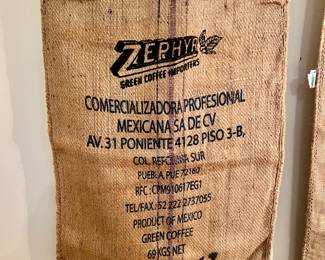 ZEPHYR
GREEN COFFEE IMPORTERS
COMERCIALIZADORA PROFESIONAL
MEXICANA SA DE CV
AV. 31 PONIENTE 4128 PISO 3-B,
COL. REFORMA SUR
PUEBLA, PUE 72160
RFC: CPM910617EG1
TEL/FAX: 52 222 2737055
PRODUCT OF MEXICO
GREEN COFFEE
69 KGS NET